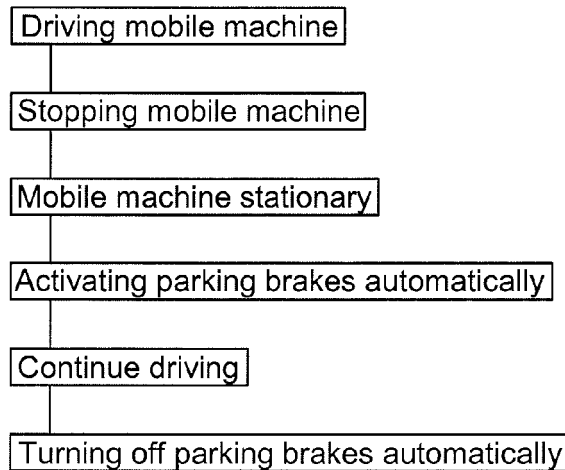 Driving mobile machine
Stopping mobile machine
Mobile machine stationary
Activating parking brakes automatically
Continue driving
Turning off parking brakes automatically